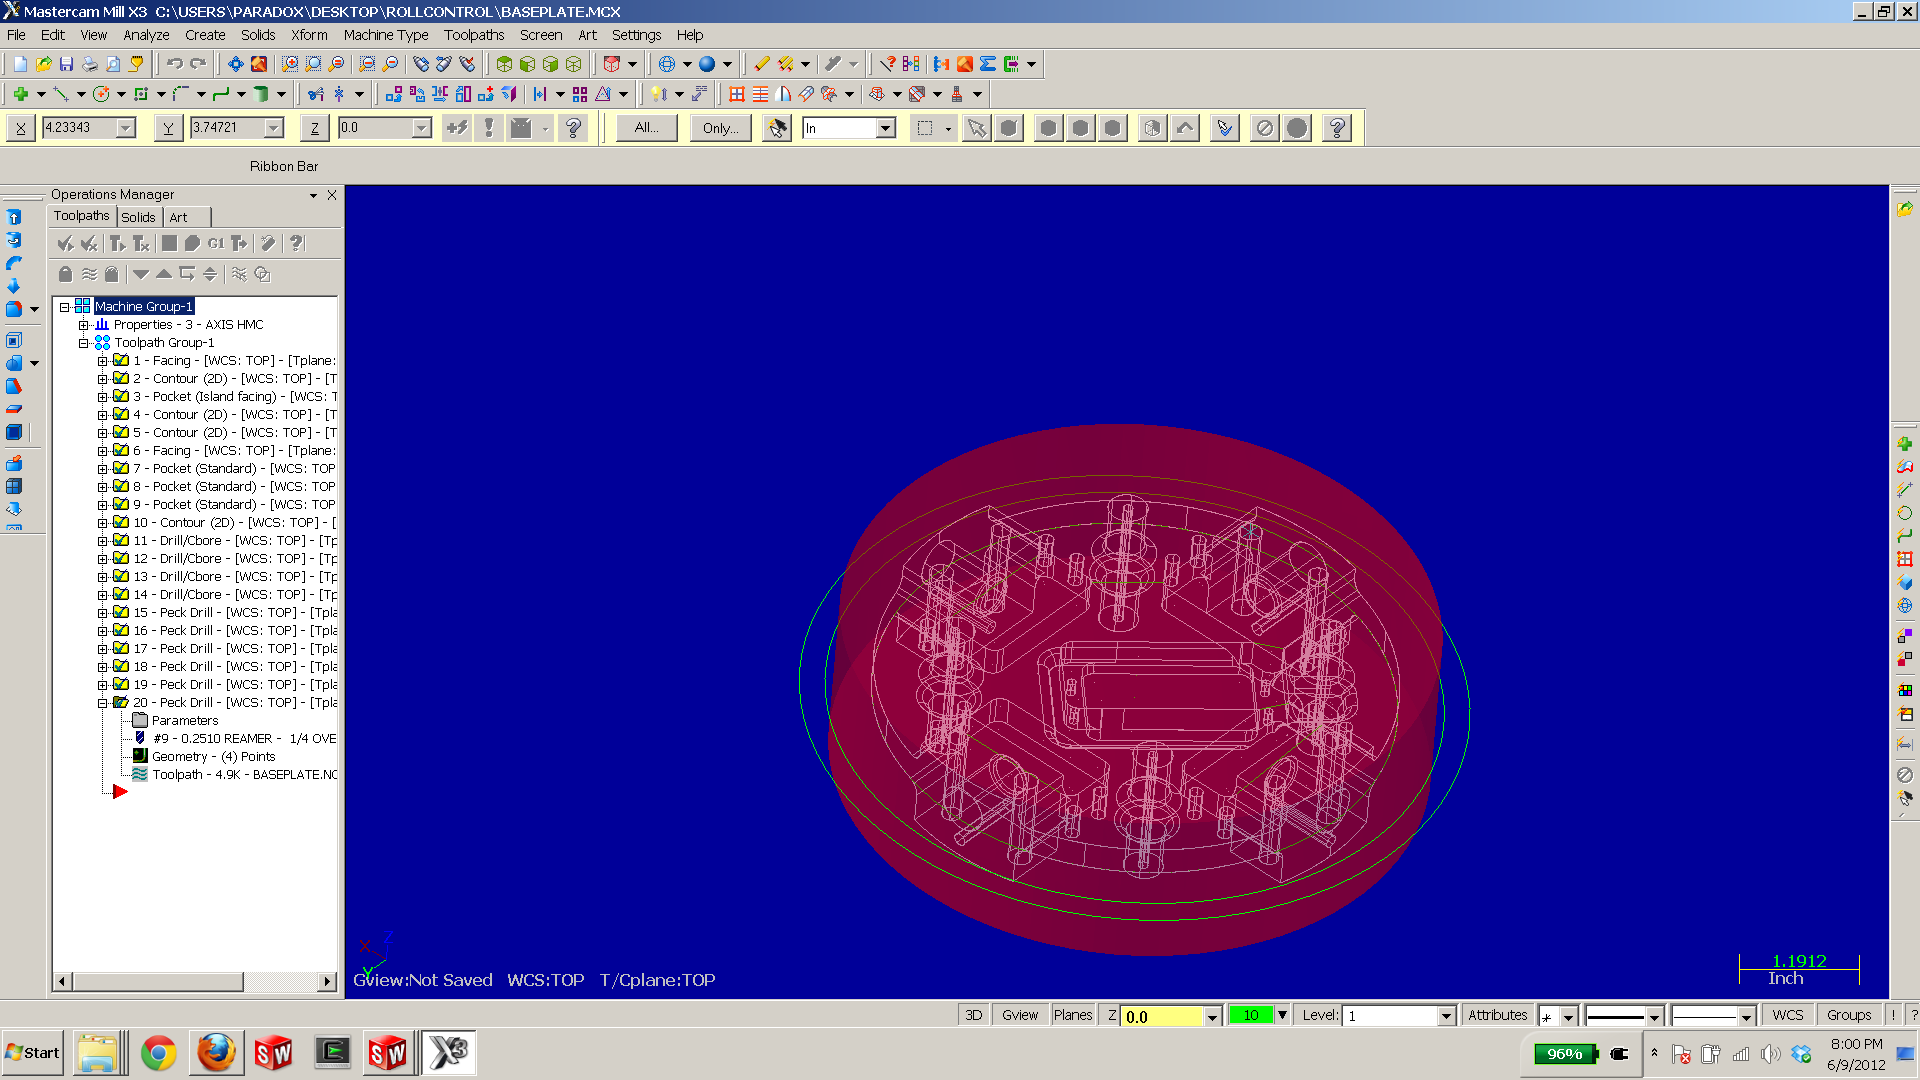 Mastercam Mill X3  C:\USERS\PARADOX\DESKTOP\ROLLCONTROL\BASEPLATE.MCX
File Edit View Analyze Create Solids Xform Machine Type Toolpaths Screen Art Settings Help
X 4.23343 Y 3.74721 Z 0.0 All... Only... In
Ribbon Bar
Operations Manager
Toolpaths Solids Art
G1
Machine Group-1
Properties - 3 - AXIS HMC
Toolpath Group-1
1 - Facing - [WCS: TOP] - [Tplane:
2 - Contour (2D) - [WCS: TOP] - [T
3 - Pocket (Island facing) - [WCS: T
4 - Contour (2D) - [WCS: TOP] - [T
5 - Contour (2D) - [WCS: TOP] - [T
6 - Facing - [WCS: TOP] - [Tplane:
7 - Pocket (Standard) - [WCS: TOP
8 - Pocket (Standard) - [WCS: TOP
9 - Pocket (Standard) - [WCS: TOP
10 - Contour (2D) - [WCS: TOP] - [
11 - Drill/Cbore - [WCS: TOP] - [Tp
12 - Drill/Cbore - [WCS: TOP] - [Tp
13 - Drill/Cbore - [WCS: TOP] - [Tp
14 - Drill/Cbore - [WCS: TOP] - [Tp
15 - Peck Drill - [WCS: TOP] - [Tpla
16 - Peck Drill - [WCS: TOP] - [Tpla
17 - Peck Drill - [WCS: TOP] - [Tpla
18 - Peck Drill - [WCS: TOP] - [Tpla
19 - Peck Drill - [WCS: TOP] - [Tpla
20 - Peck Drill - [WCS: TOP] - [Tpla
Parameters
#9 - 0.2510 REAMER -  1/4 OVE
Geometry - (4) Points
Toolpath - 4.9K - BASEPLATE.NC
X Z
Y
Gview:Not Saved WCS:TOP T/Cplane:TOP
1.1912
Inch
3D Gview Planes Z 0.0 10 Level: 1 Attributes * WCS Groups ! ?
Start SW SW X3 96% 8:00 PM
6/9/2012